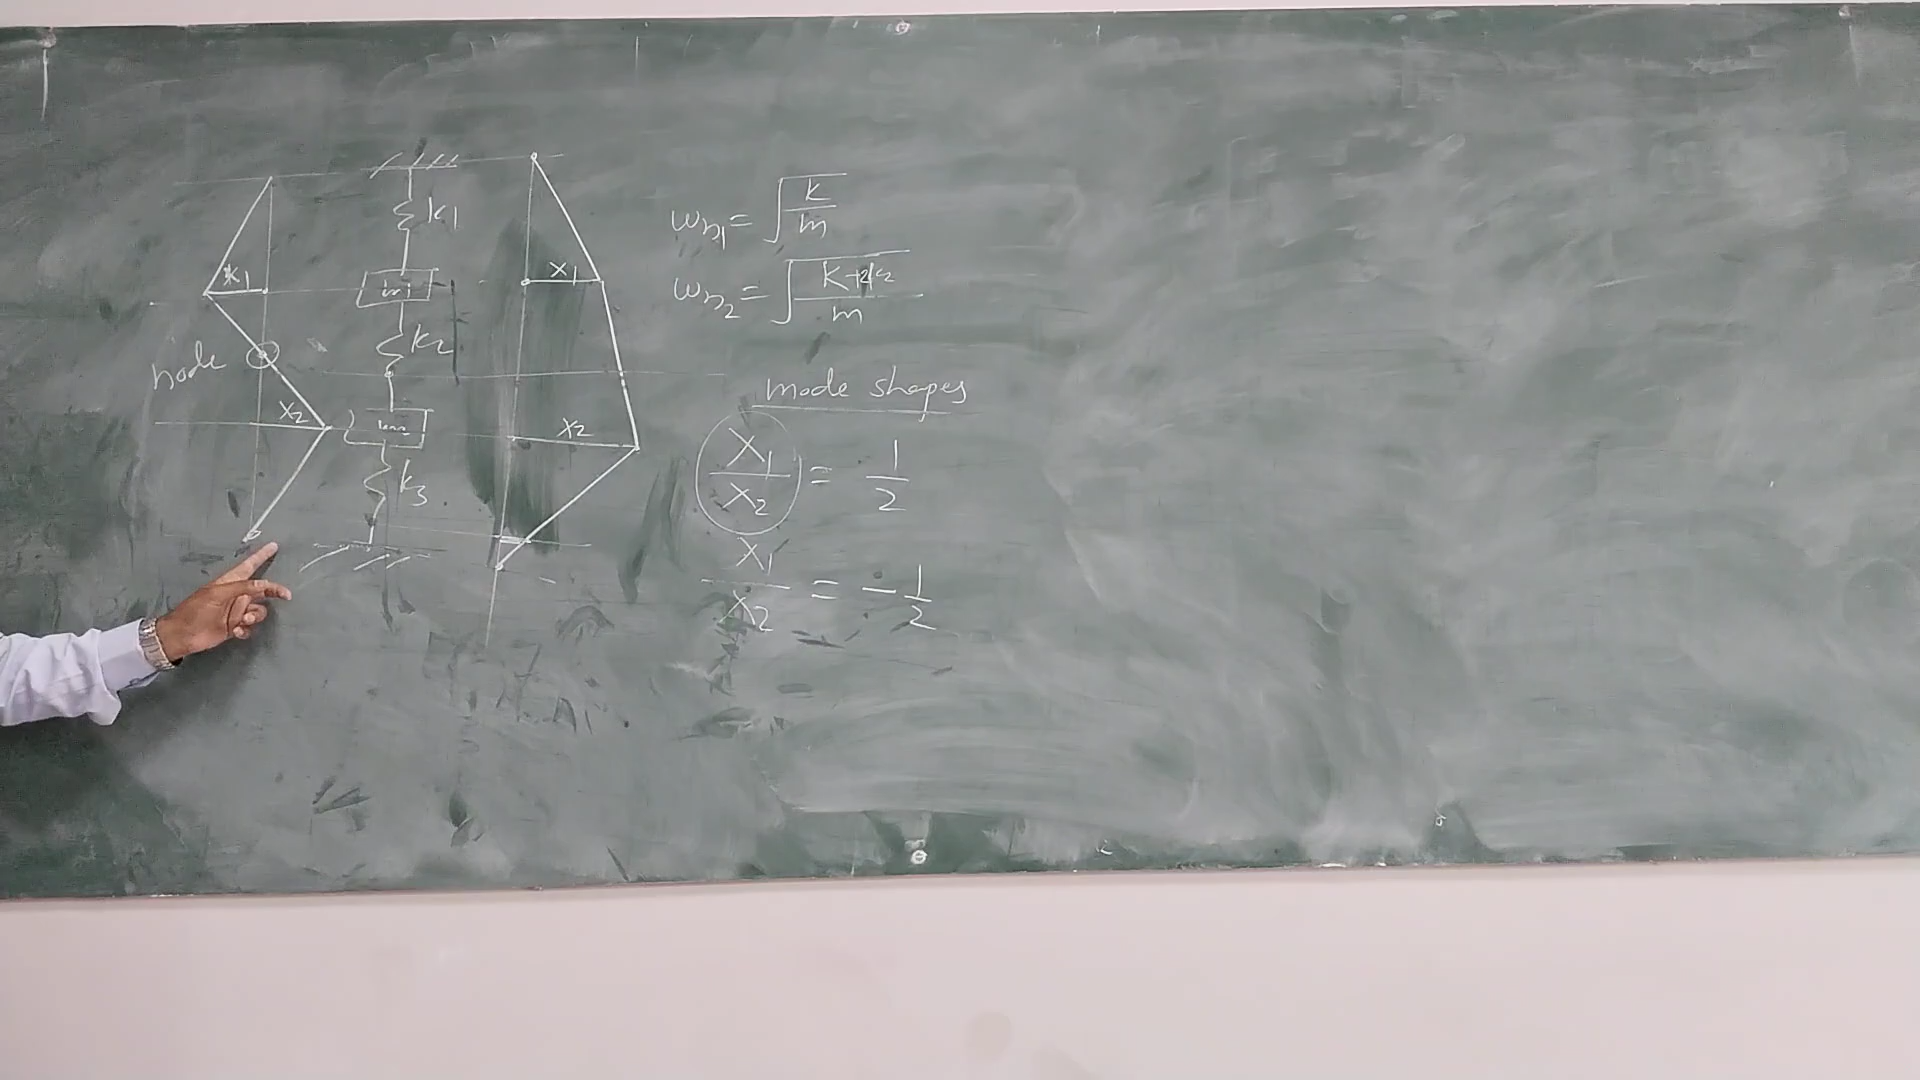 k1
x1
m1
x1
k2
node
x2
x2
k3
ωn1 = √(k/m)
ωn2 = √(k+2k2/m)
mode shapes
x1/x2 = 1/2
x1/x2 = -1/2